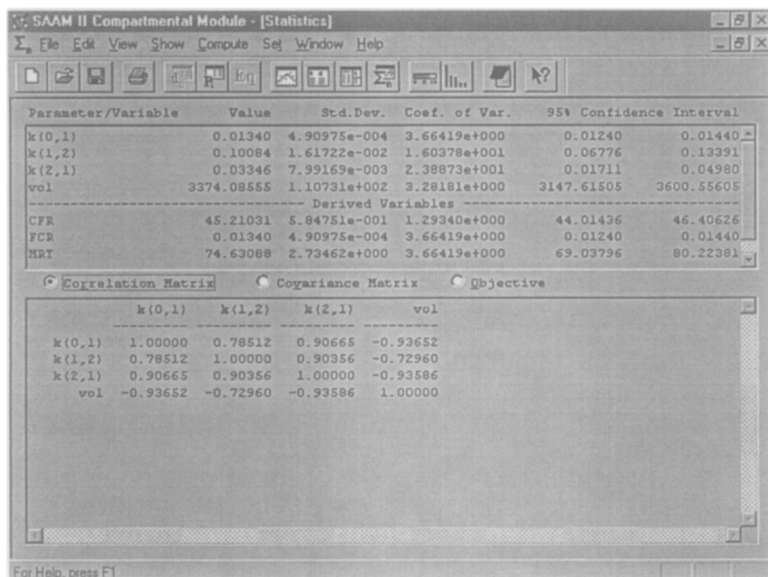 SAAM II Compartmental Module - [Statistics]
File Edit View Show Compute Set Window Help
Parameter/Variable Value Std.Dev. Coef. of Var. 95% Confidence Interval
k(0,1) 0.01340 4.90975e-004 3.66419e+000 0.01240 0.01440
k(1,2) 0.10084 1.61722e-002 1.60378e+001 0.06776 0.13391
k(2,1) 0.03346 7.99169e-003 2.38873e+001 0.01711 0.04980
vol 3374.08555 1.10731e+002 3.28181e+000 3147.61505 3600.55605
Derived Variables
CFR 45.21031 5.84751e-001 1.29340e+000 44.01436 46.40626
FCR 0.01340 4.90975e-004 3.66419e+000 0.01240 0.01440
MRT 74.63088 2.73462e+000 3.66419e+000 69.03796 80.22381
Correlation Matrix Covariance Matrix Objective
k(0,1) k(1,2) k(2,1) vol
k(0,1) 1.00000 0.78512 0.90665 -0.93652
k(1,2) 0.78512 1.00000 0.90356 -0.72960
k(2,1) 0.90665 0.90356 1.00000 -0.93586
vol -0.93652 -0.72960 -0.93586 1.00000
For Help, press F1